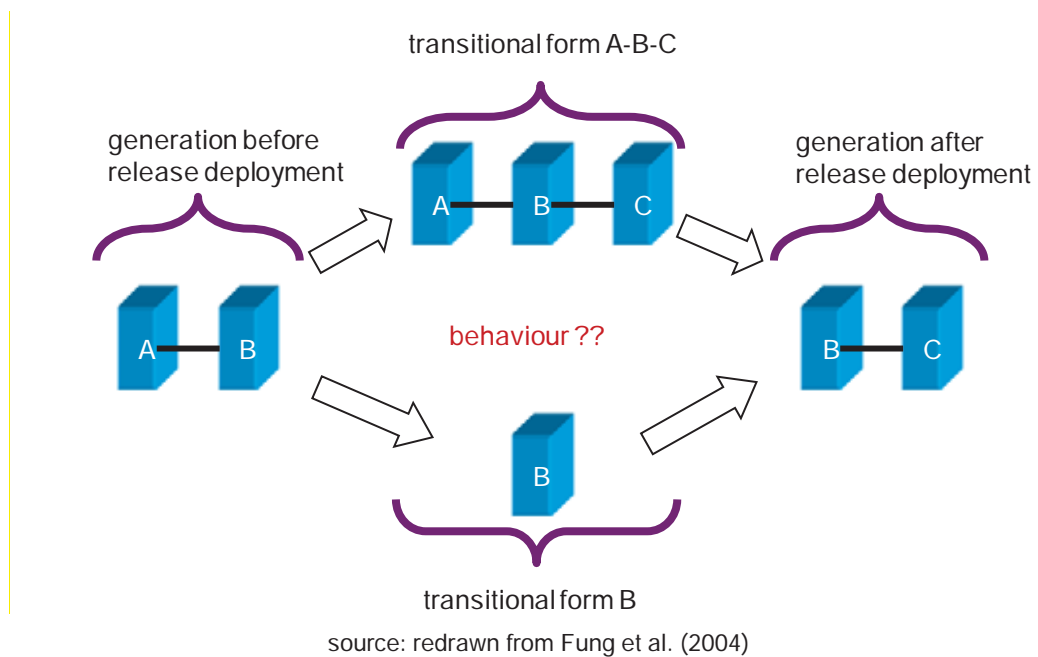 transitional form A-B-C
generation before
release deployment
generation after
release deployment
A B C
A B
behaviour ??
B C
B
transitional form B
source: redrawn from Fung et al. (2004)